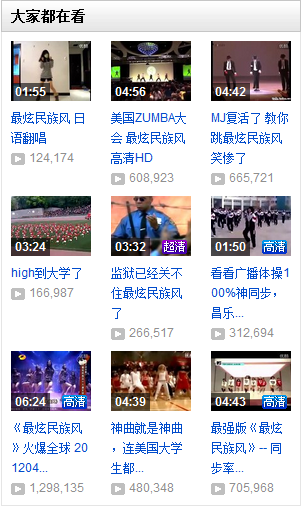 大家都在看
01:55
04:56
04:42
最炫民族风 日
语翻唱
124,174
美国ZUMBA大
会 最炫民族风
高清HD
608,923
MJ复活了 教你
跳最炫民族风
笑惨了
665,721
03:24
03:32
超清
01:50
高清
high到大学了
166,987
监狱已经关不
住最炫民族风
了
266,517
看看广播体操1
00%神同步，
昌乐...
312,694
06:24
高清
04:39
04:43
高清
《最炫民族风
》火爆全球 20
1204...
1,298,135
神曲就是神曲
，连美国大学
生都...
480,348
最强版《最炫
民族风》-- 同
步率...
705,968